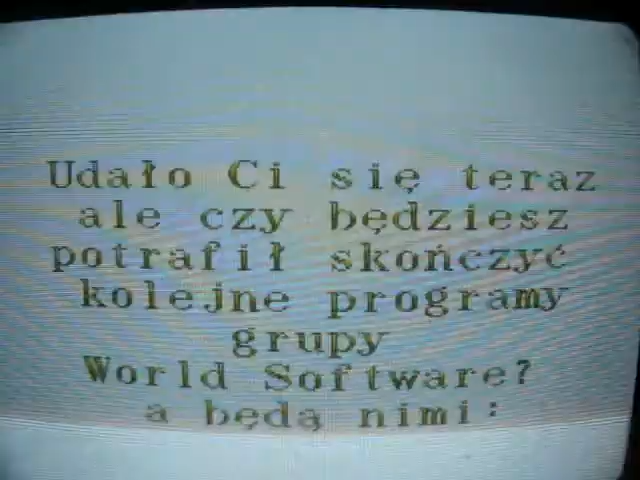 Udało Ci się teraz
ale czy będziesz
potrafił skończyć
kolejne programy
grupy
World Software?
a będą nimi: